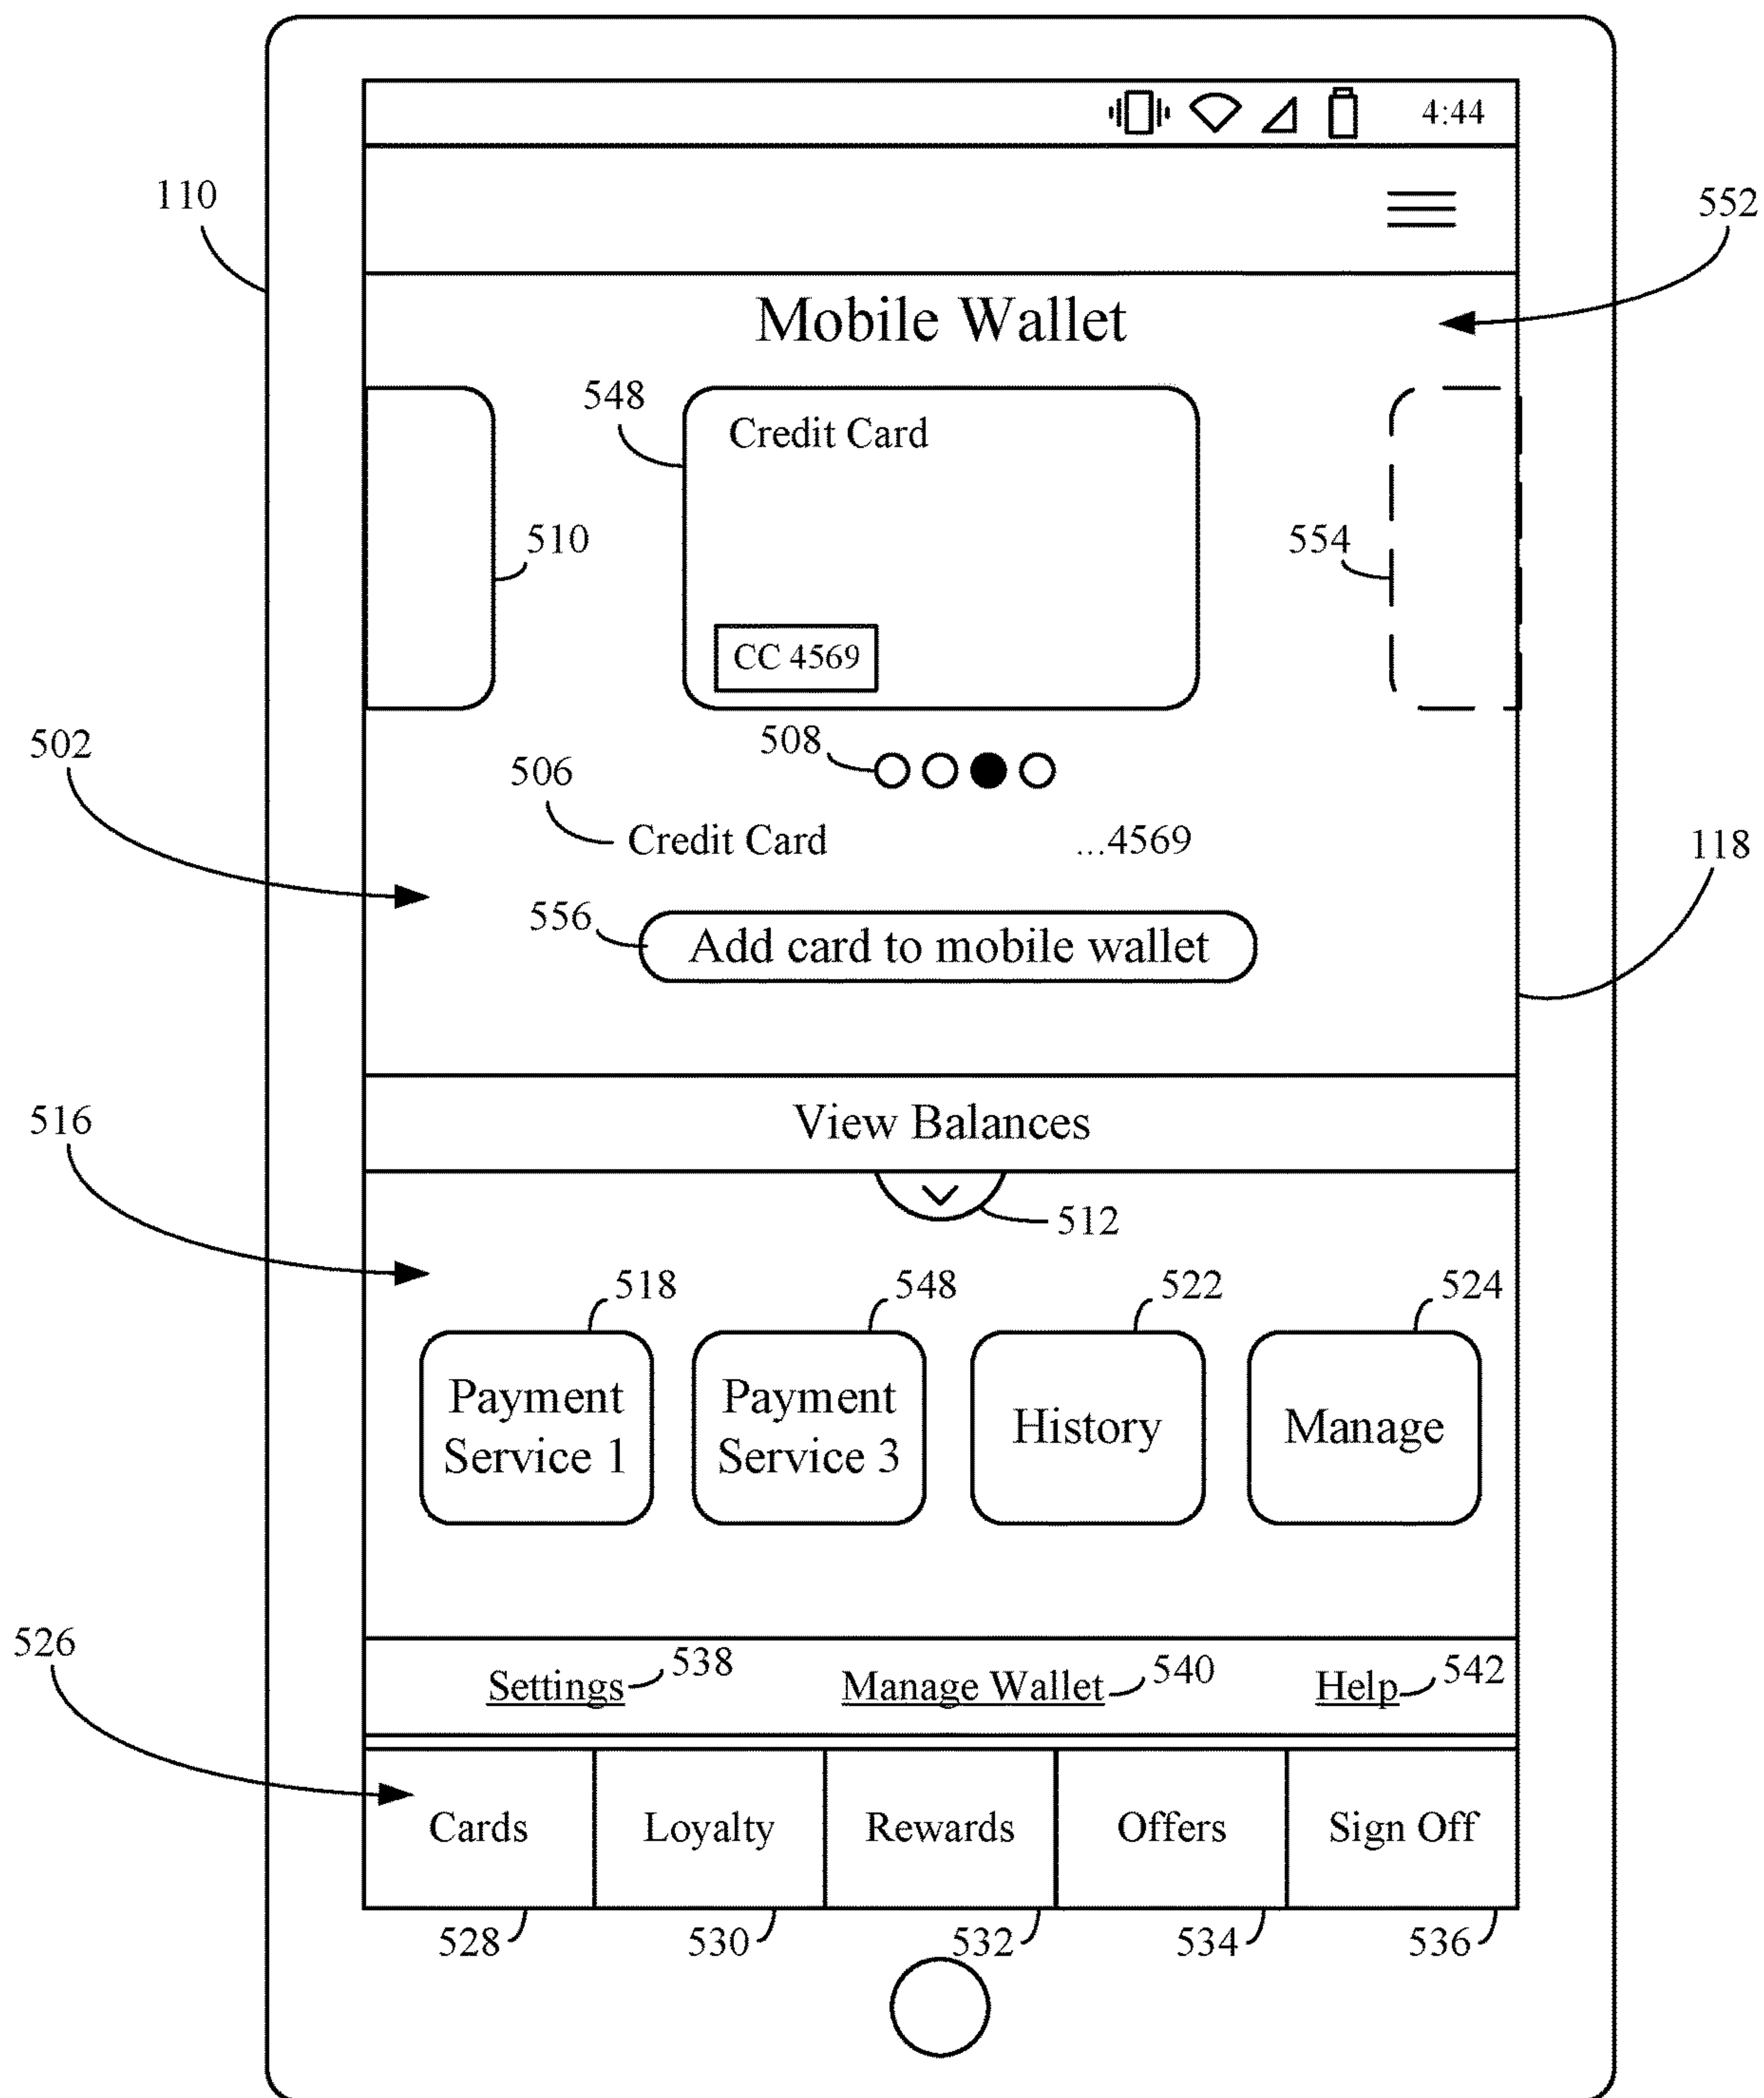 4:44
110
552
Mobile Wallet
548
Credit Card
510
554
CC 4569
502
508
506
Credit Card ...4569
118
556
Add card to mobile wallet
516
View Balances
512
518 548 522 524
Payment Service 1
Payment Service 3
History
Manage
526
Settings 538 Manage Wallet 540 Help 542
Cards Loyalty Rewards Offers Sign Off
528 530 532 534 536